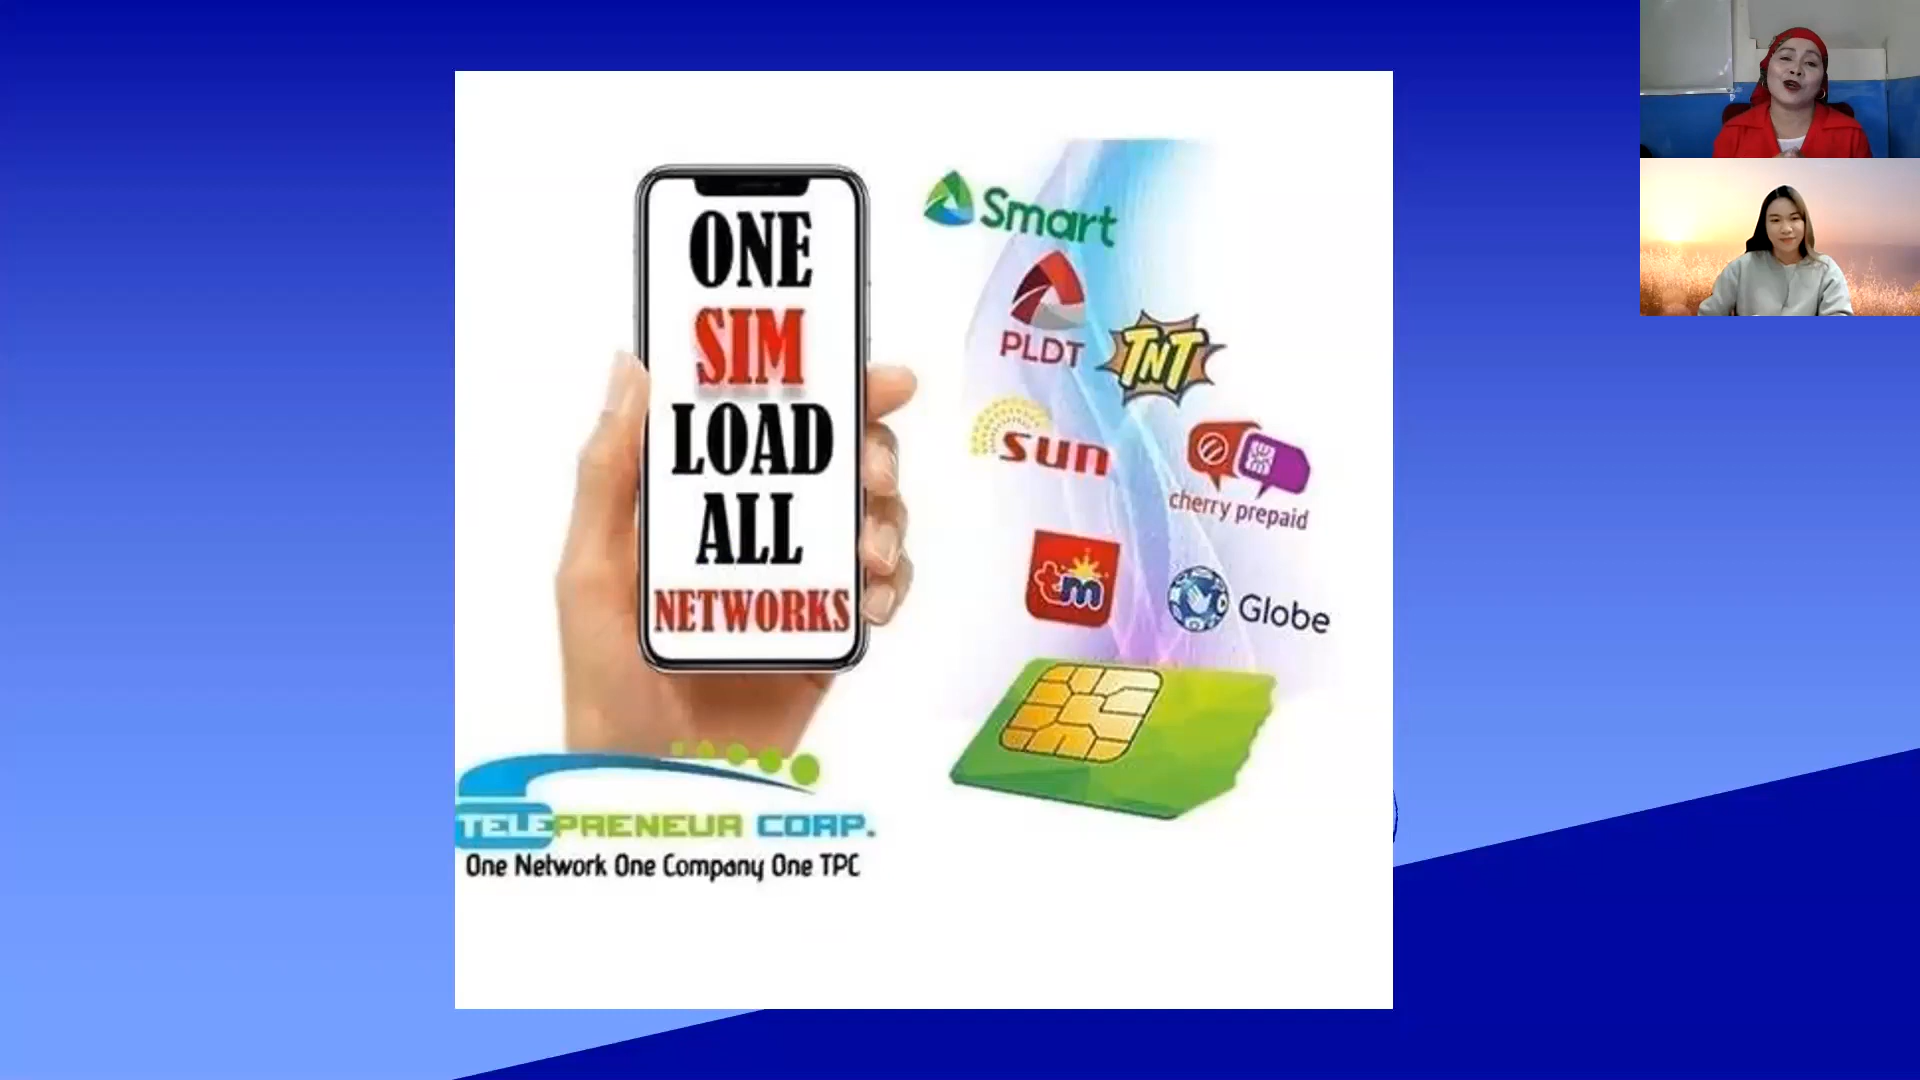 ONE
SIM
LOAD
ALL
NETWORKS
Smart
PLDT
TNT
sun
cherry prepaid
tm
Globe
TELEPRENEUR CORP.
One Network One Company One TPC